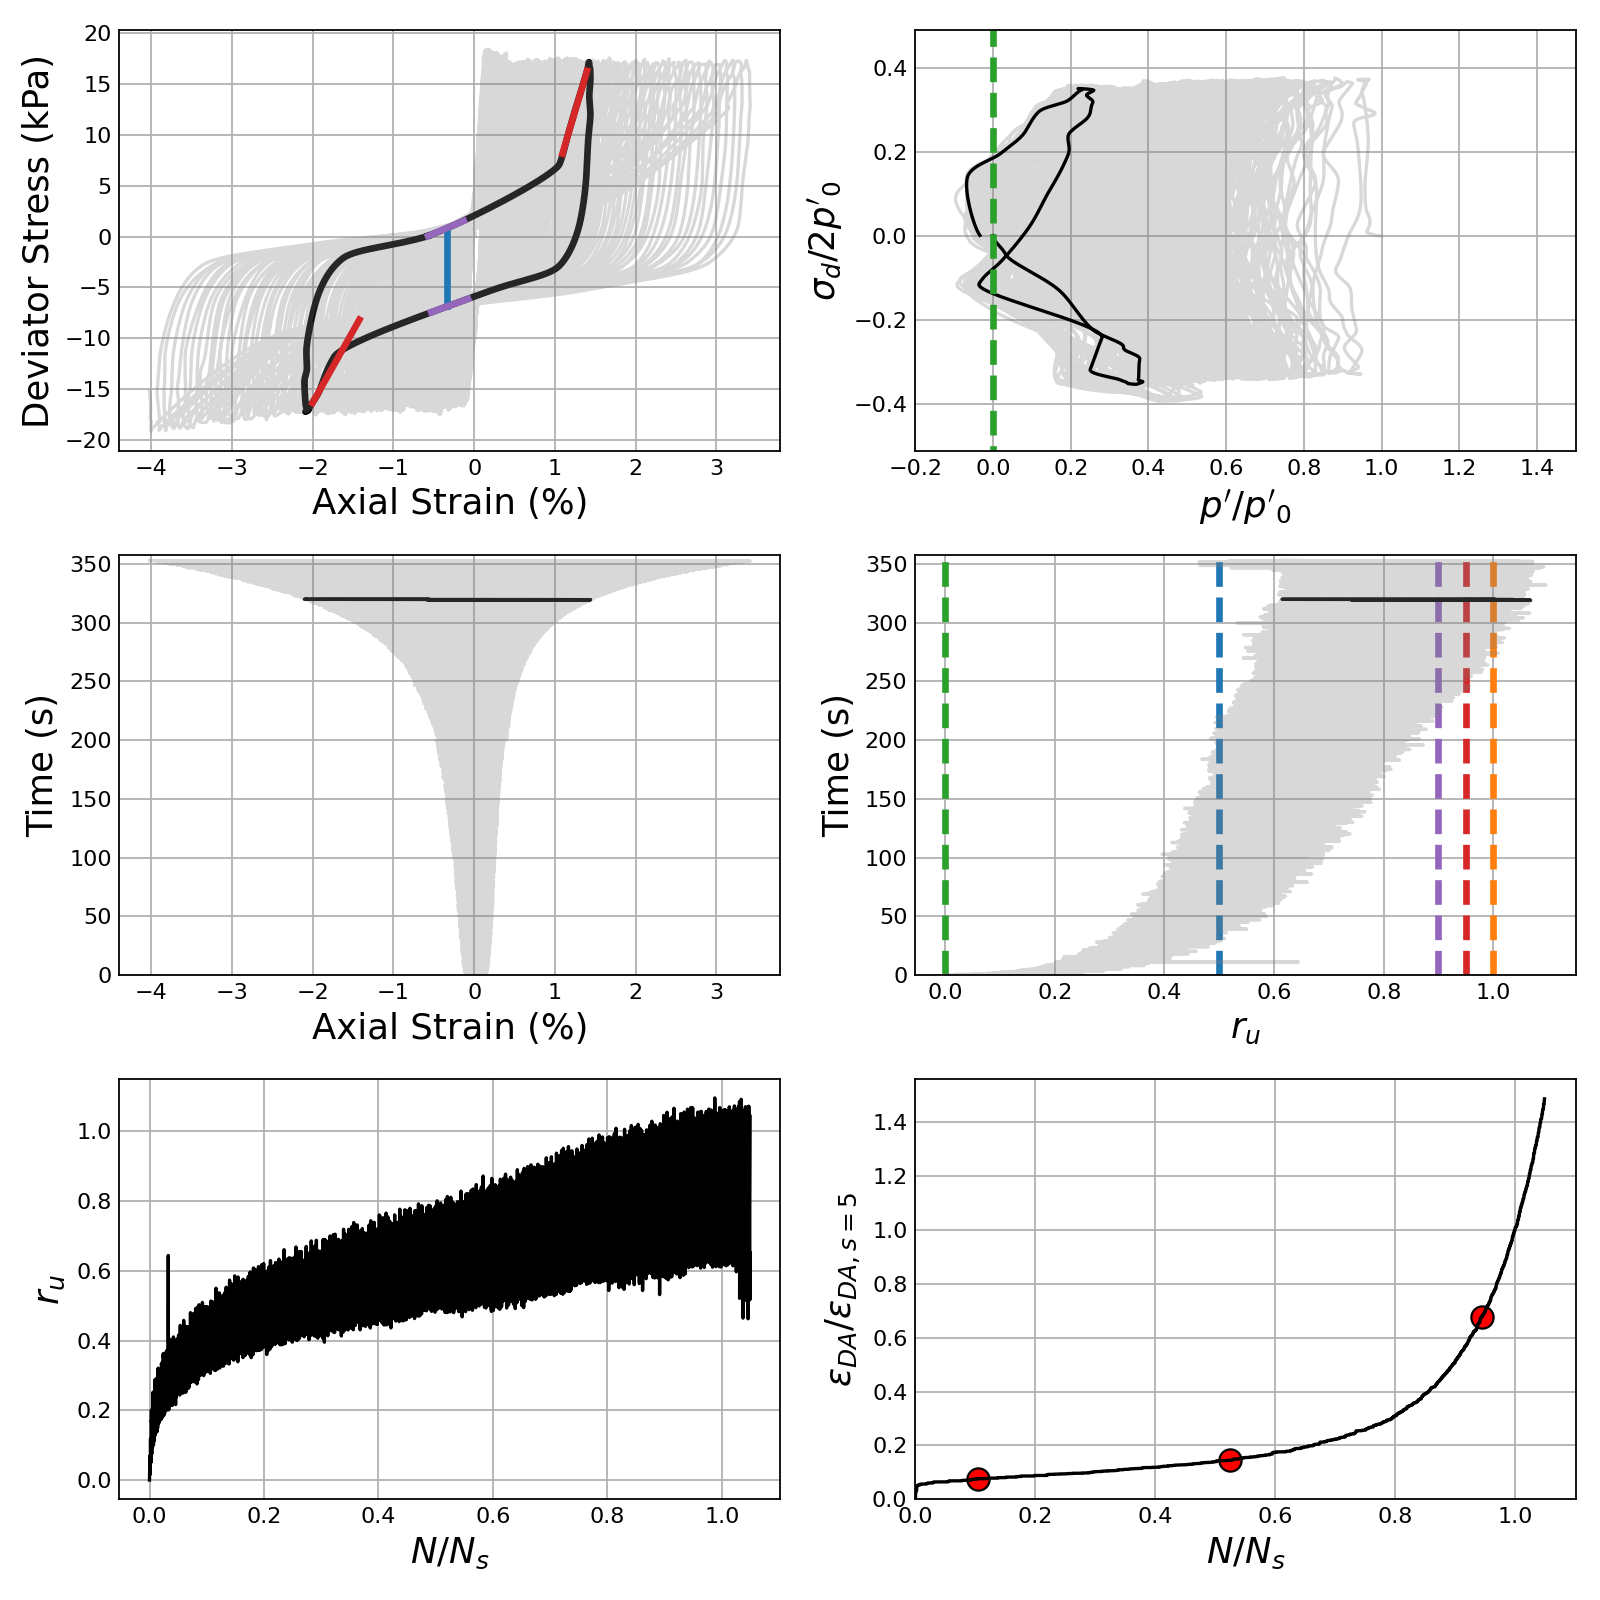 20
15
10
5
0
−5
−10
−15
−20
Deviator Stress (kPa)
−4 −3 −2 −1 0 1 2 3
Axial Strain (%)
0.4
0.2
0.0
−0.2
−0.4
σd/2p′0
−0.2 0.0 0.2 0.4 0.6 0.8 1.0 1.2 1.4
p′/p′0
350
300
250
200
150
100
50
0
Time (s)
−4 −3 −2 −1 0 1 2 3
Axial Strain (%)
350
300
250
200
150
100
50
0
Time (s)
0.0 0.2 0.4 0.6 0.8 1.0
ru
1.0
0.8
0.6
0.4
0.2
0.0
ru
0.0 0.2 0.4 0.6 0.8 1.0
N/Ns
1.4
1.2
1.0
0.8
0.6
0.4
0.2
0.0
εDA/εDA, s = 5
0.0 0.2 0.4 0.6 0.8 1.0
N/Ns